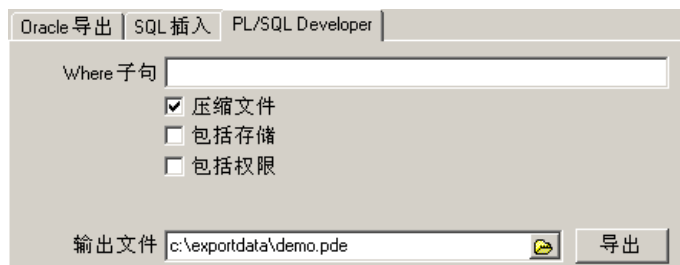 Oracle 导出 SQL 插入 PL/SQL Developer
Where 子句
压缩文件
包括存储
包括权限
输出文件 c:\exportdata\demo.pde 导出